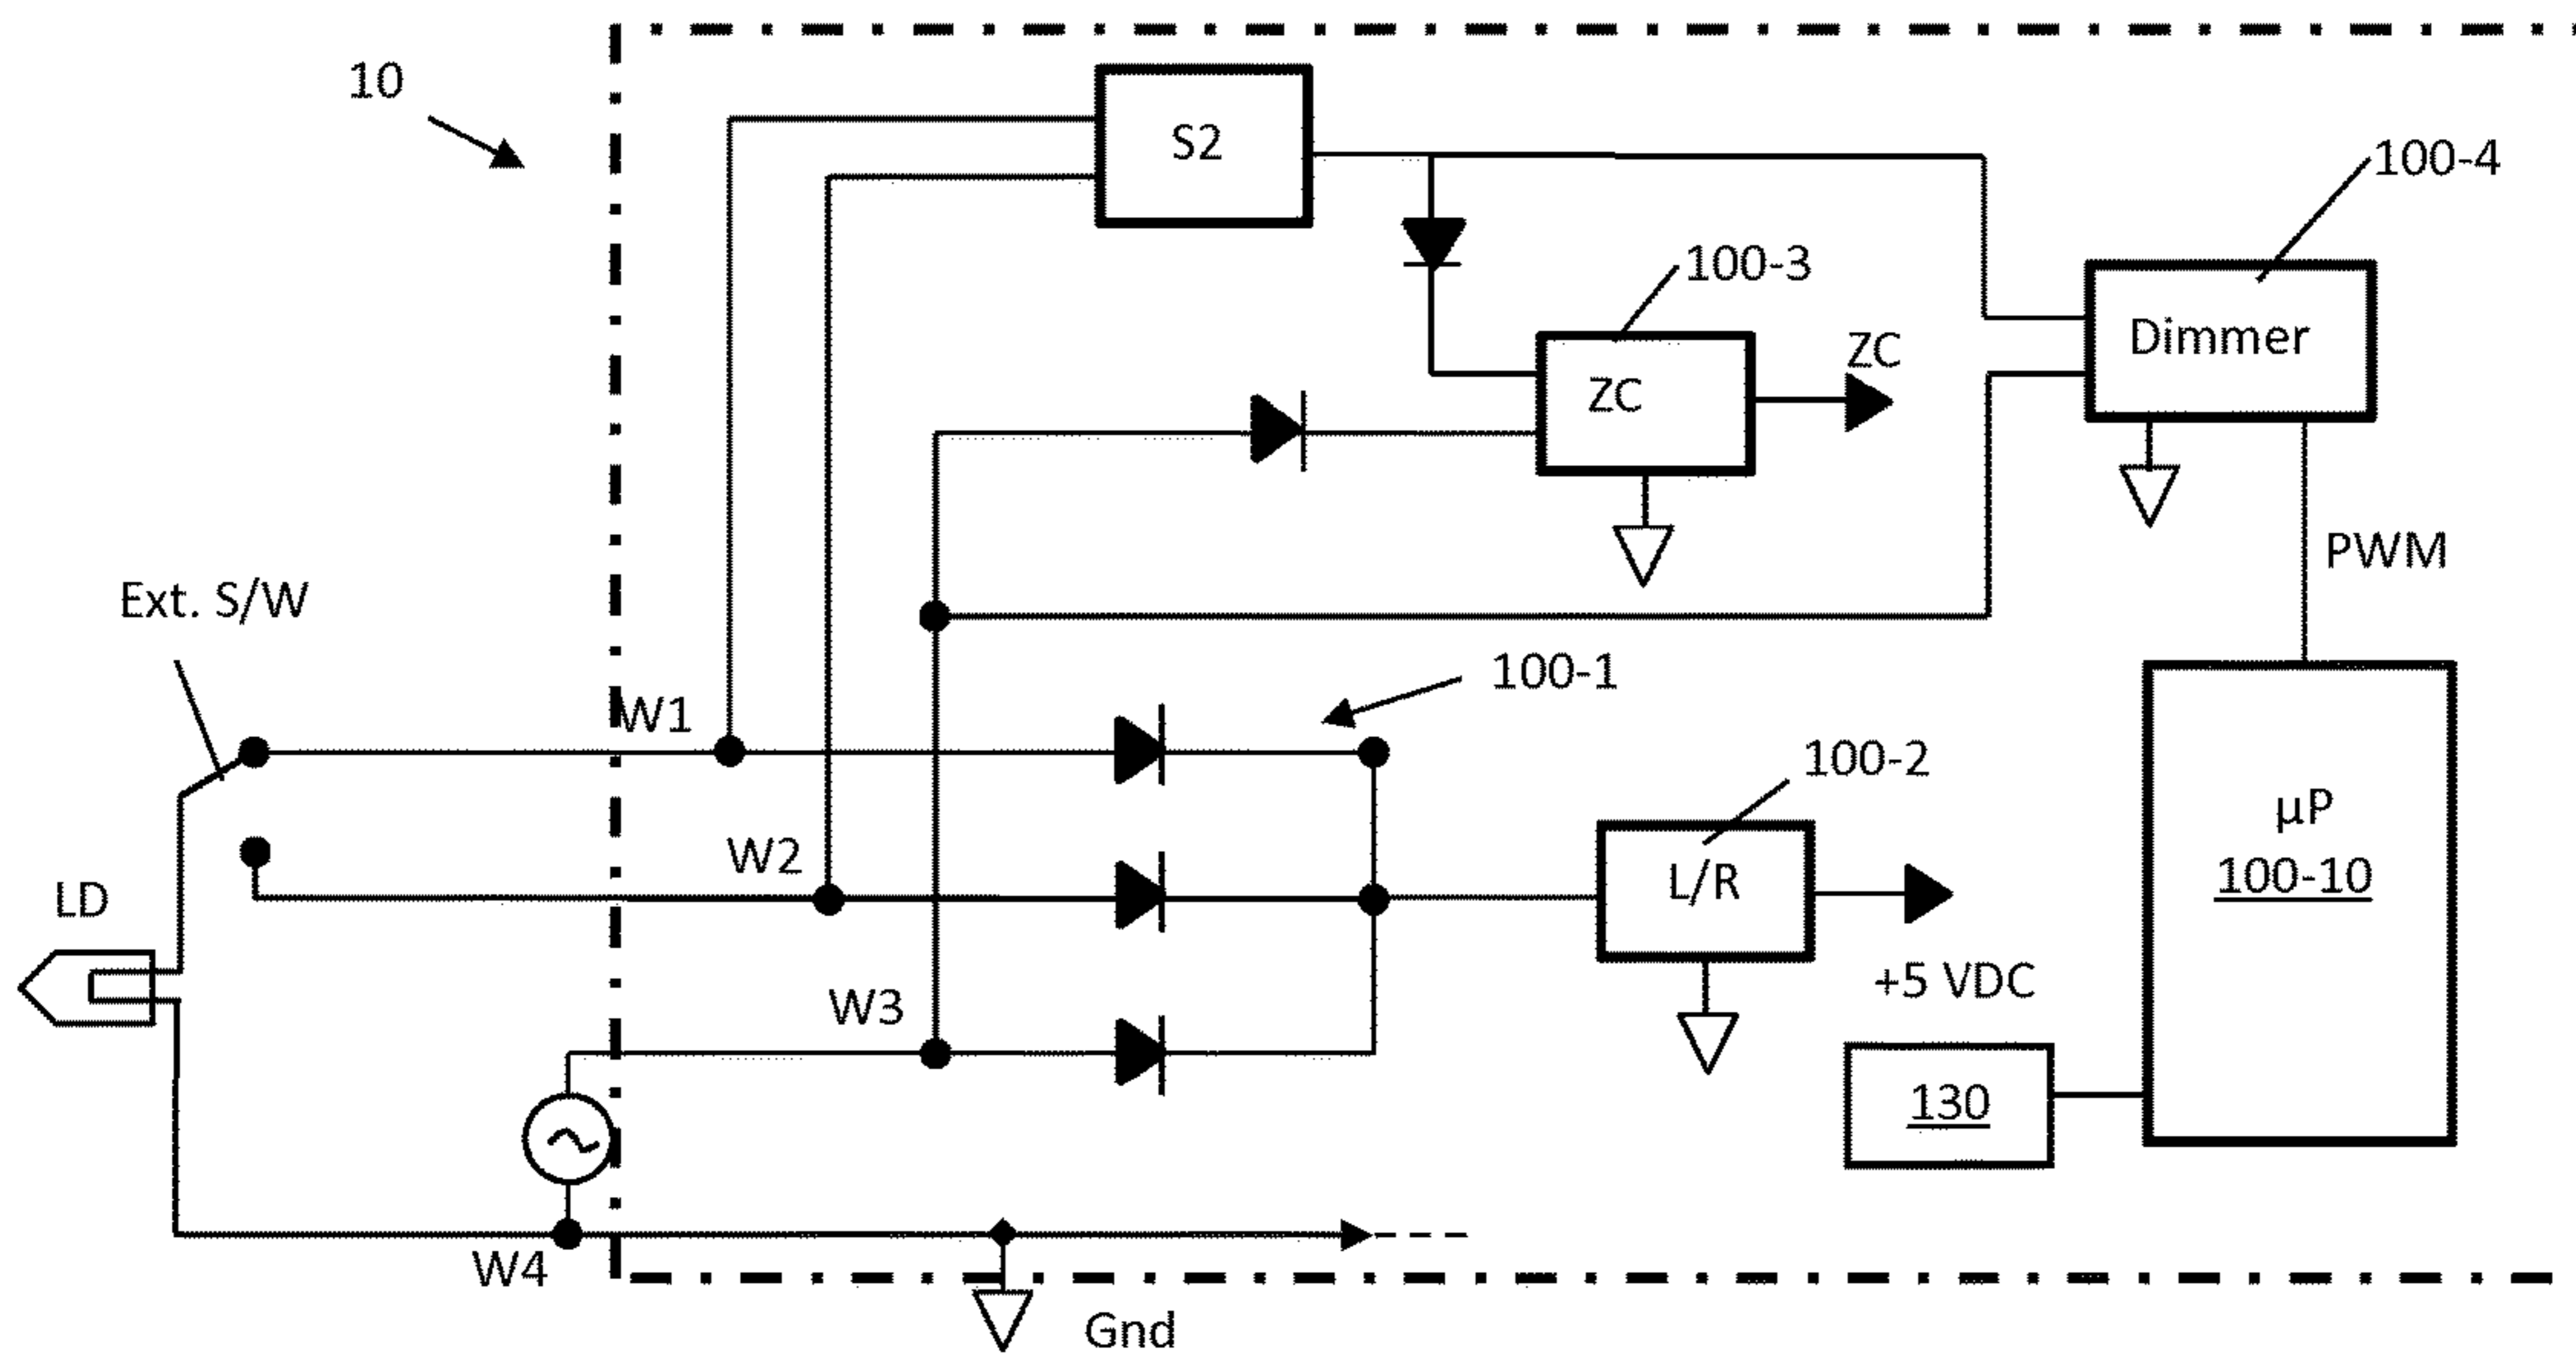 10
S2
100-4
100-3
Dimmer
ZC
ZC
PWM
Ext. S/W
100-1
W1
100-2
µP
100-10
W2
L/R
LD
+5 VDC
W3
130
W4
Gnd